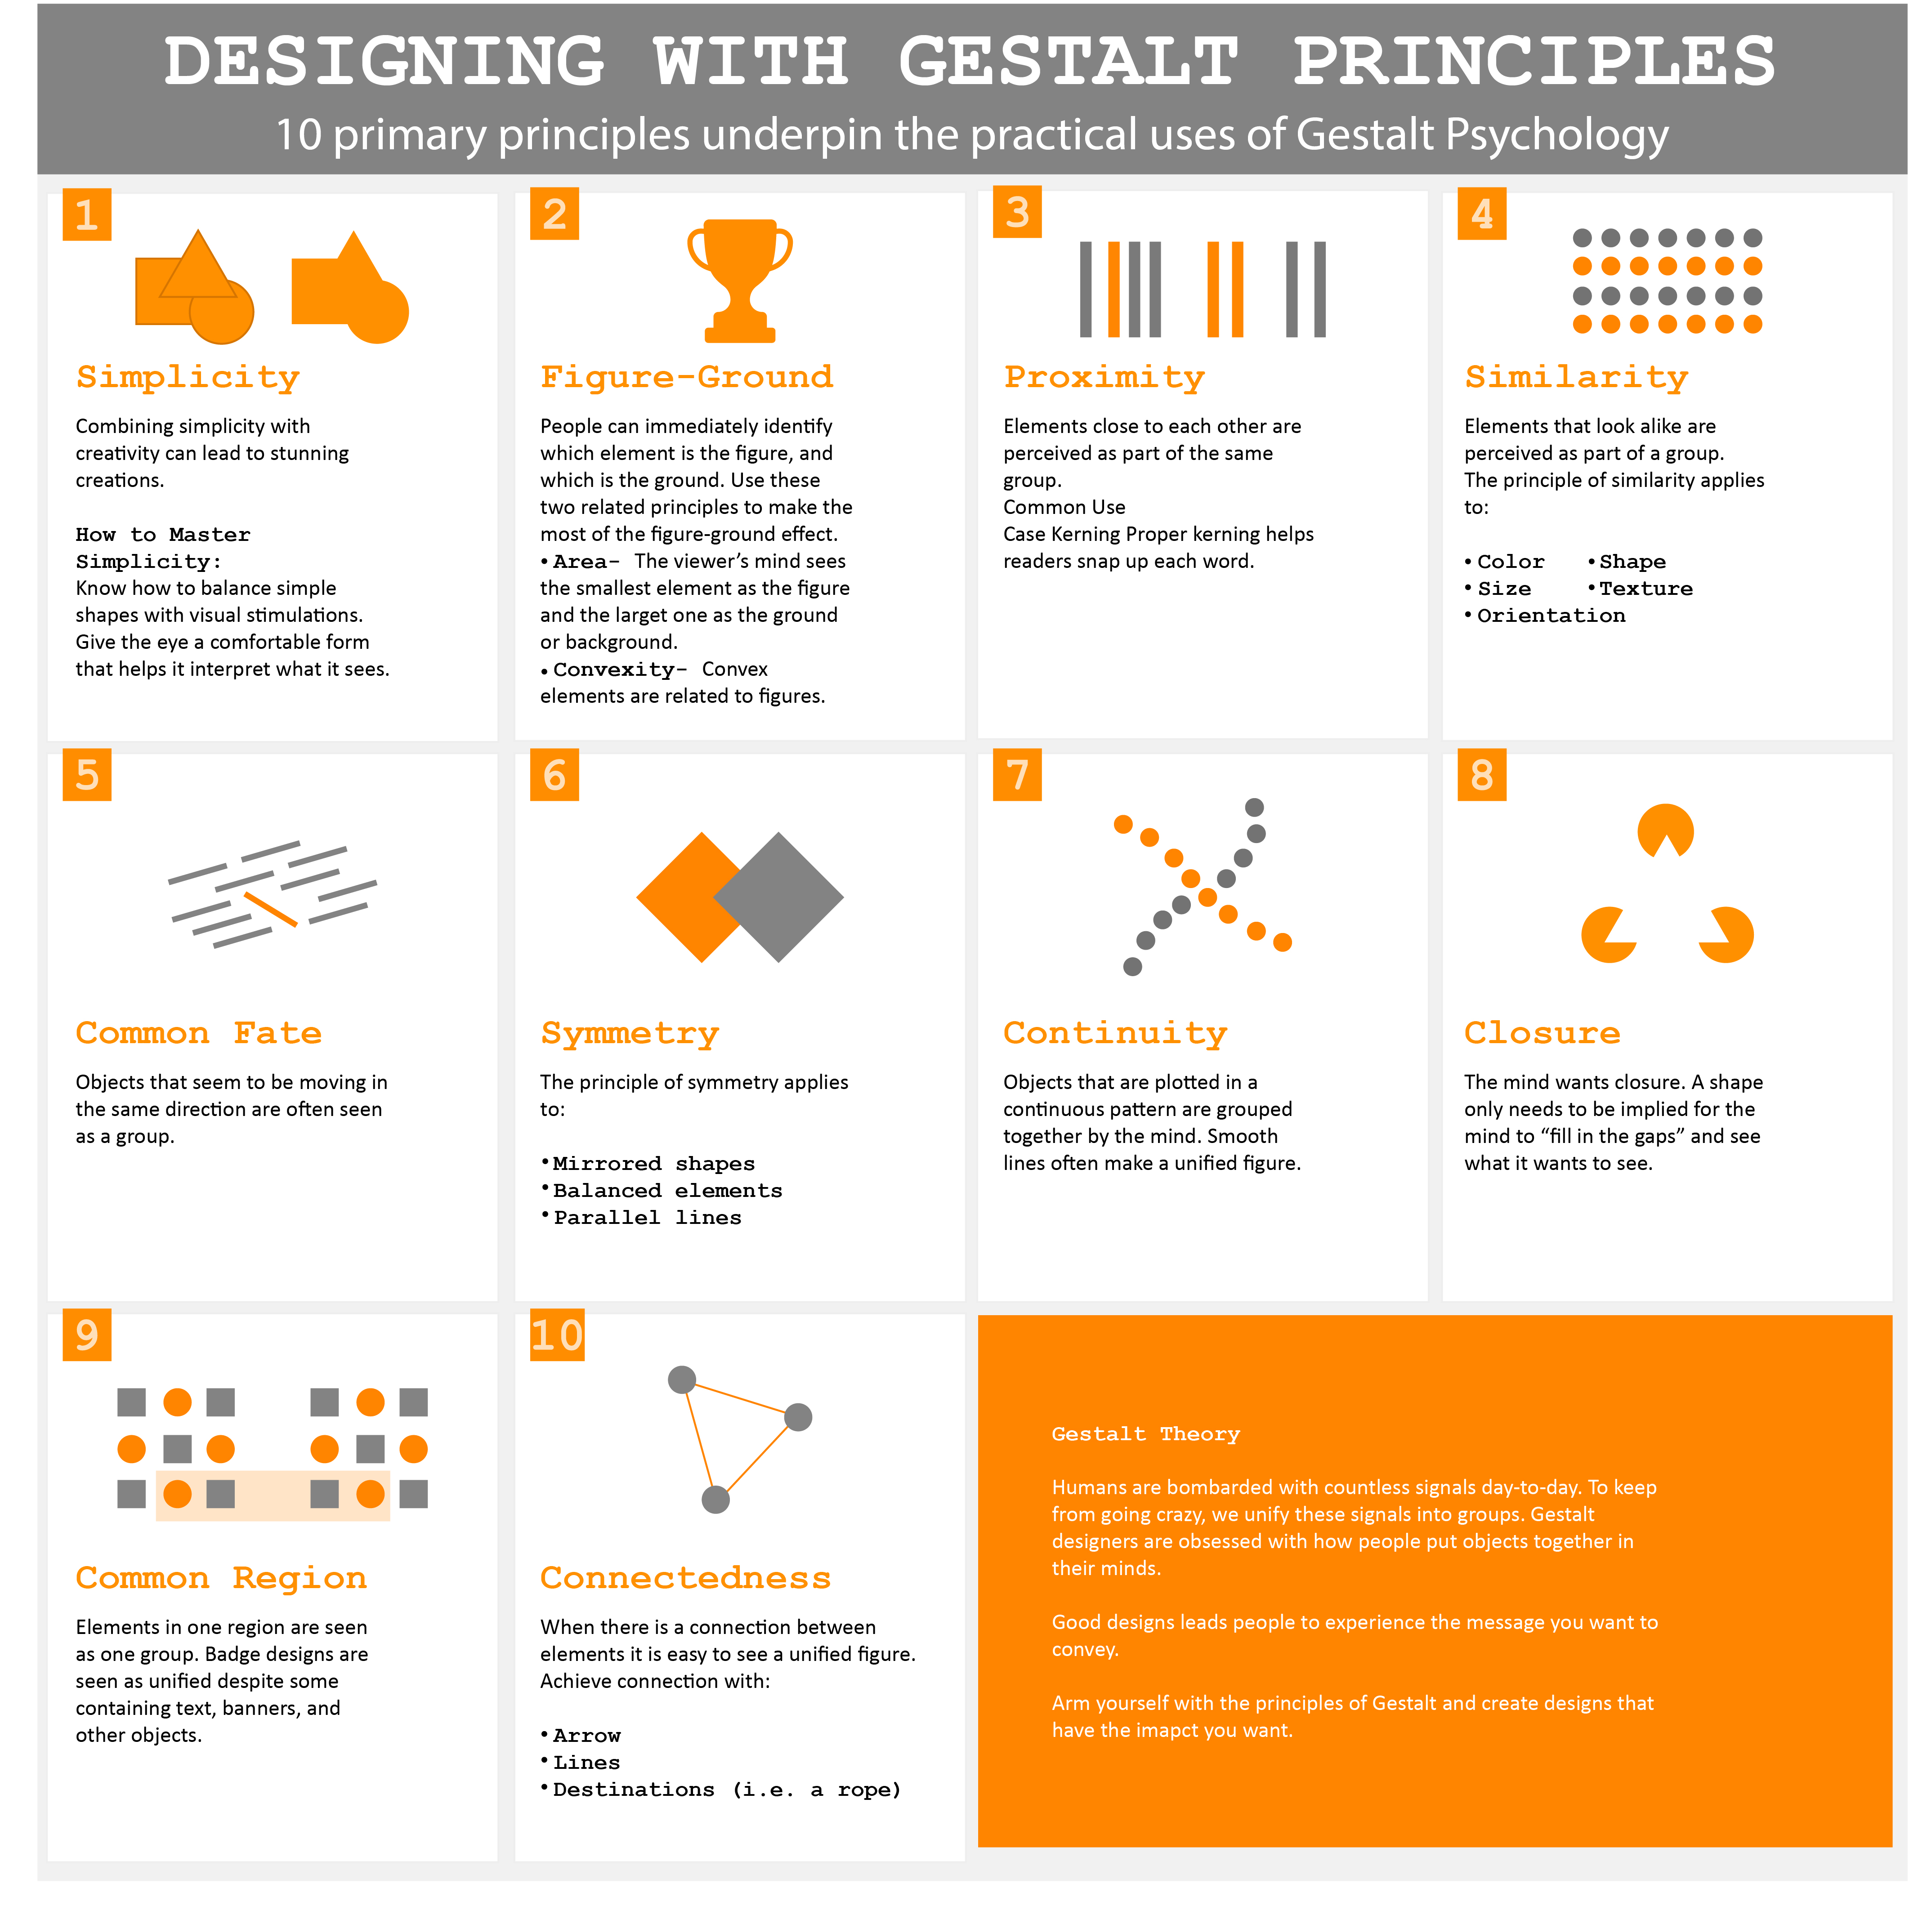 DESIGNING WITH GESTALT PRINCIPLES
10 primary principles underpin the practical uses of Gestalt Psychology
1
Simplicity
Combining simplicity with
creativity can lead to stunning
creations.
How to Master
Simplicity:
Know how to balance simple
shapes with visual stimulations.
Give the eye a comfortable form
that helps it interpret what it sees.
2
Figure-Ground
People can immediately identify
which element is the figure, and
which is the ground. Use these
two related principles to make the
most of the figure-ground effect.
• Area- The viewer’s mind sees
the smallest element as the figure
and the larget one as the ground
or background.
• Convexity- Convex
elements are related to figures.
3
Proximity
Elements close to each other are
perceived as part of the same
group.
Common Use
Case Kerning Proper kerning helps
readers snap up each word.
4
Similarity
Elements that look alike are
perceived as part of a group.
The principle of similarity applies
to:
• Color • Shape
• Size • Texture
• Orientation
5
Common Fate
Objects that seem to be moving in
the same direction are often seen
as a group.
6
Symmetry
The principle of symmetry applies
to:
• Mirrored shapes
• Balanced elements
• Parallel lines
7
Continuity
Objects that are plotted in a
continuous pattern are grouped
together by the mind. Smooth
lines often make a unified figure.
8
Closure
The mind wants closure. A shape
only needs to be implied for the
mind to “fill in the gaps” and see
what it wants to see.
9
Common Region
Elements in one region are seen
as one group. Badge designs are
seen as unified despite some
containing text, banners, and
other objects.
10
Connectedness
When there is a connection between
elements it is easy to see a unified figure.
Achieve connection with:
• Arrow
• Lines
• Destinations (i.e. a rope)
Gestalt Theory
Humans are bombarded with countless signals day-to-day. To keep
from going crazy, we unify these signals into groups. Gestalt
designers are obsessed with how people put objects together in
their minds.
Good designs leads people to experience the message you want to
convey.
Arm yourself with the principles of Gestalt and create designs that
have the imapct you want.